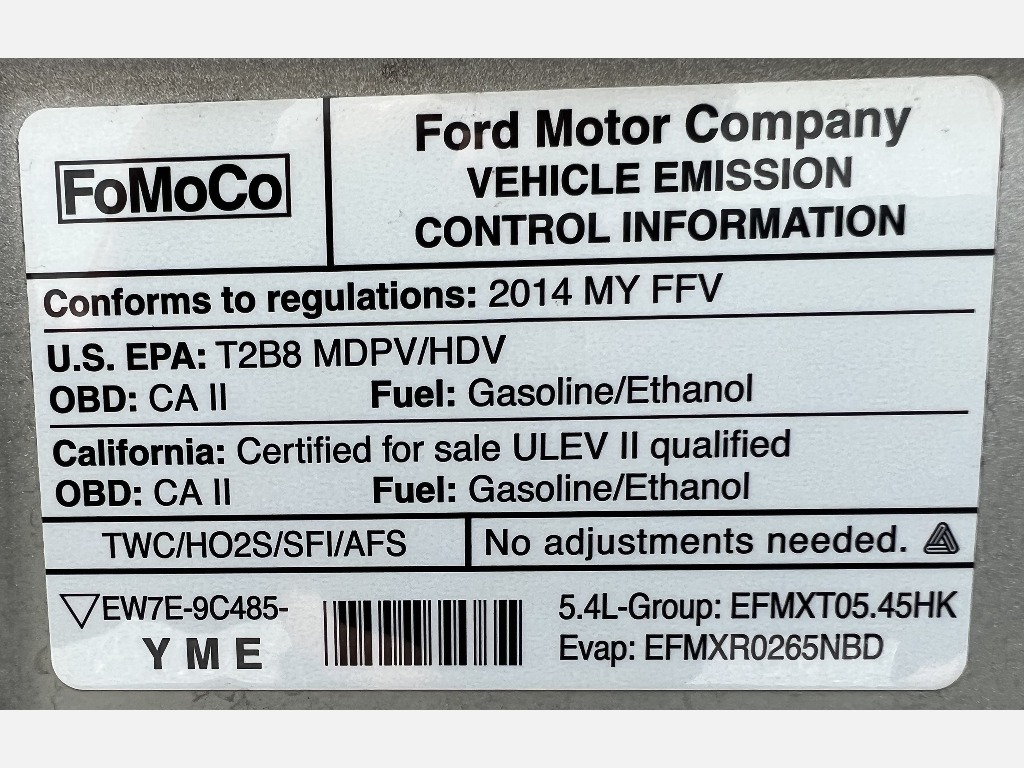 FoMoCo
Ford Motor Company
VEHICLE EMISSION
CONTROL INFORMATION
Conforms to regulations: 2014 MY FFV
U.S. EPA: T2B8 MDPV/HDV
OBD: CA II Fuel: Gasoline/Ethanol
California: Certified for sale ULEV II qualified
OBD: CA II Fuel: Gasoline/Ethanol
TWC/HO2S/SFI/AFS
No adjustments needed.
EW7E-9C485-
Y M E
5.4L-Group: EFMXT05.45HK
Evap: EFMXR0265NBD